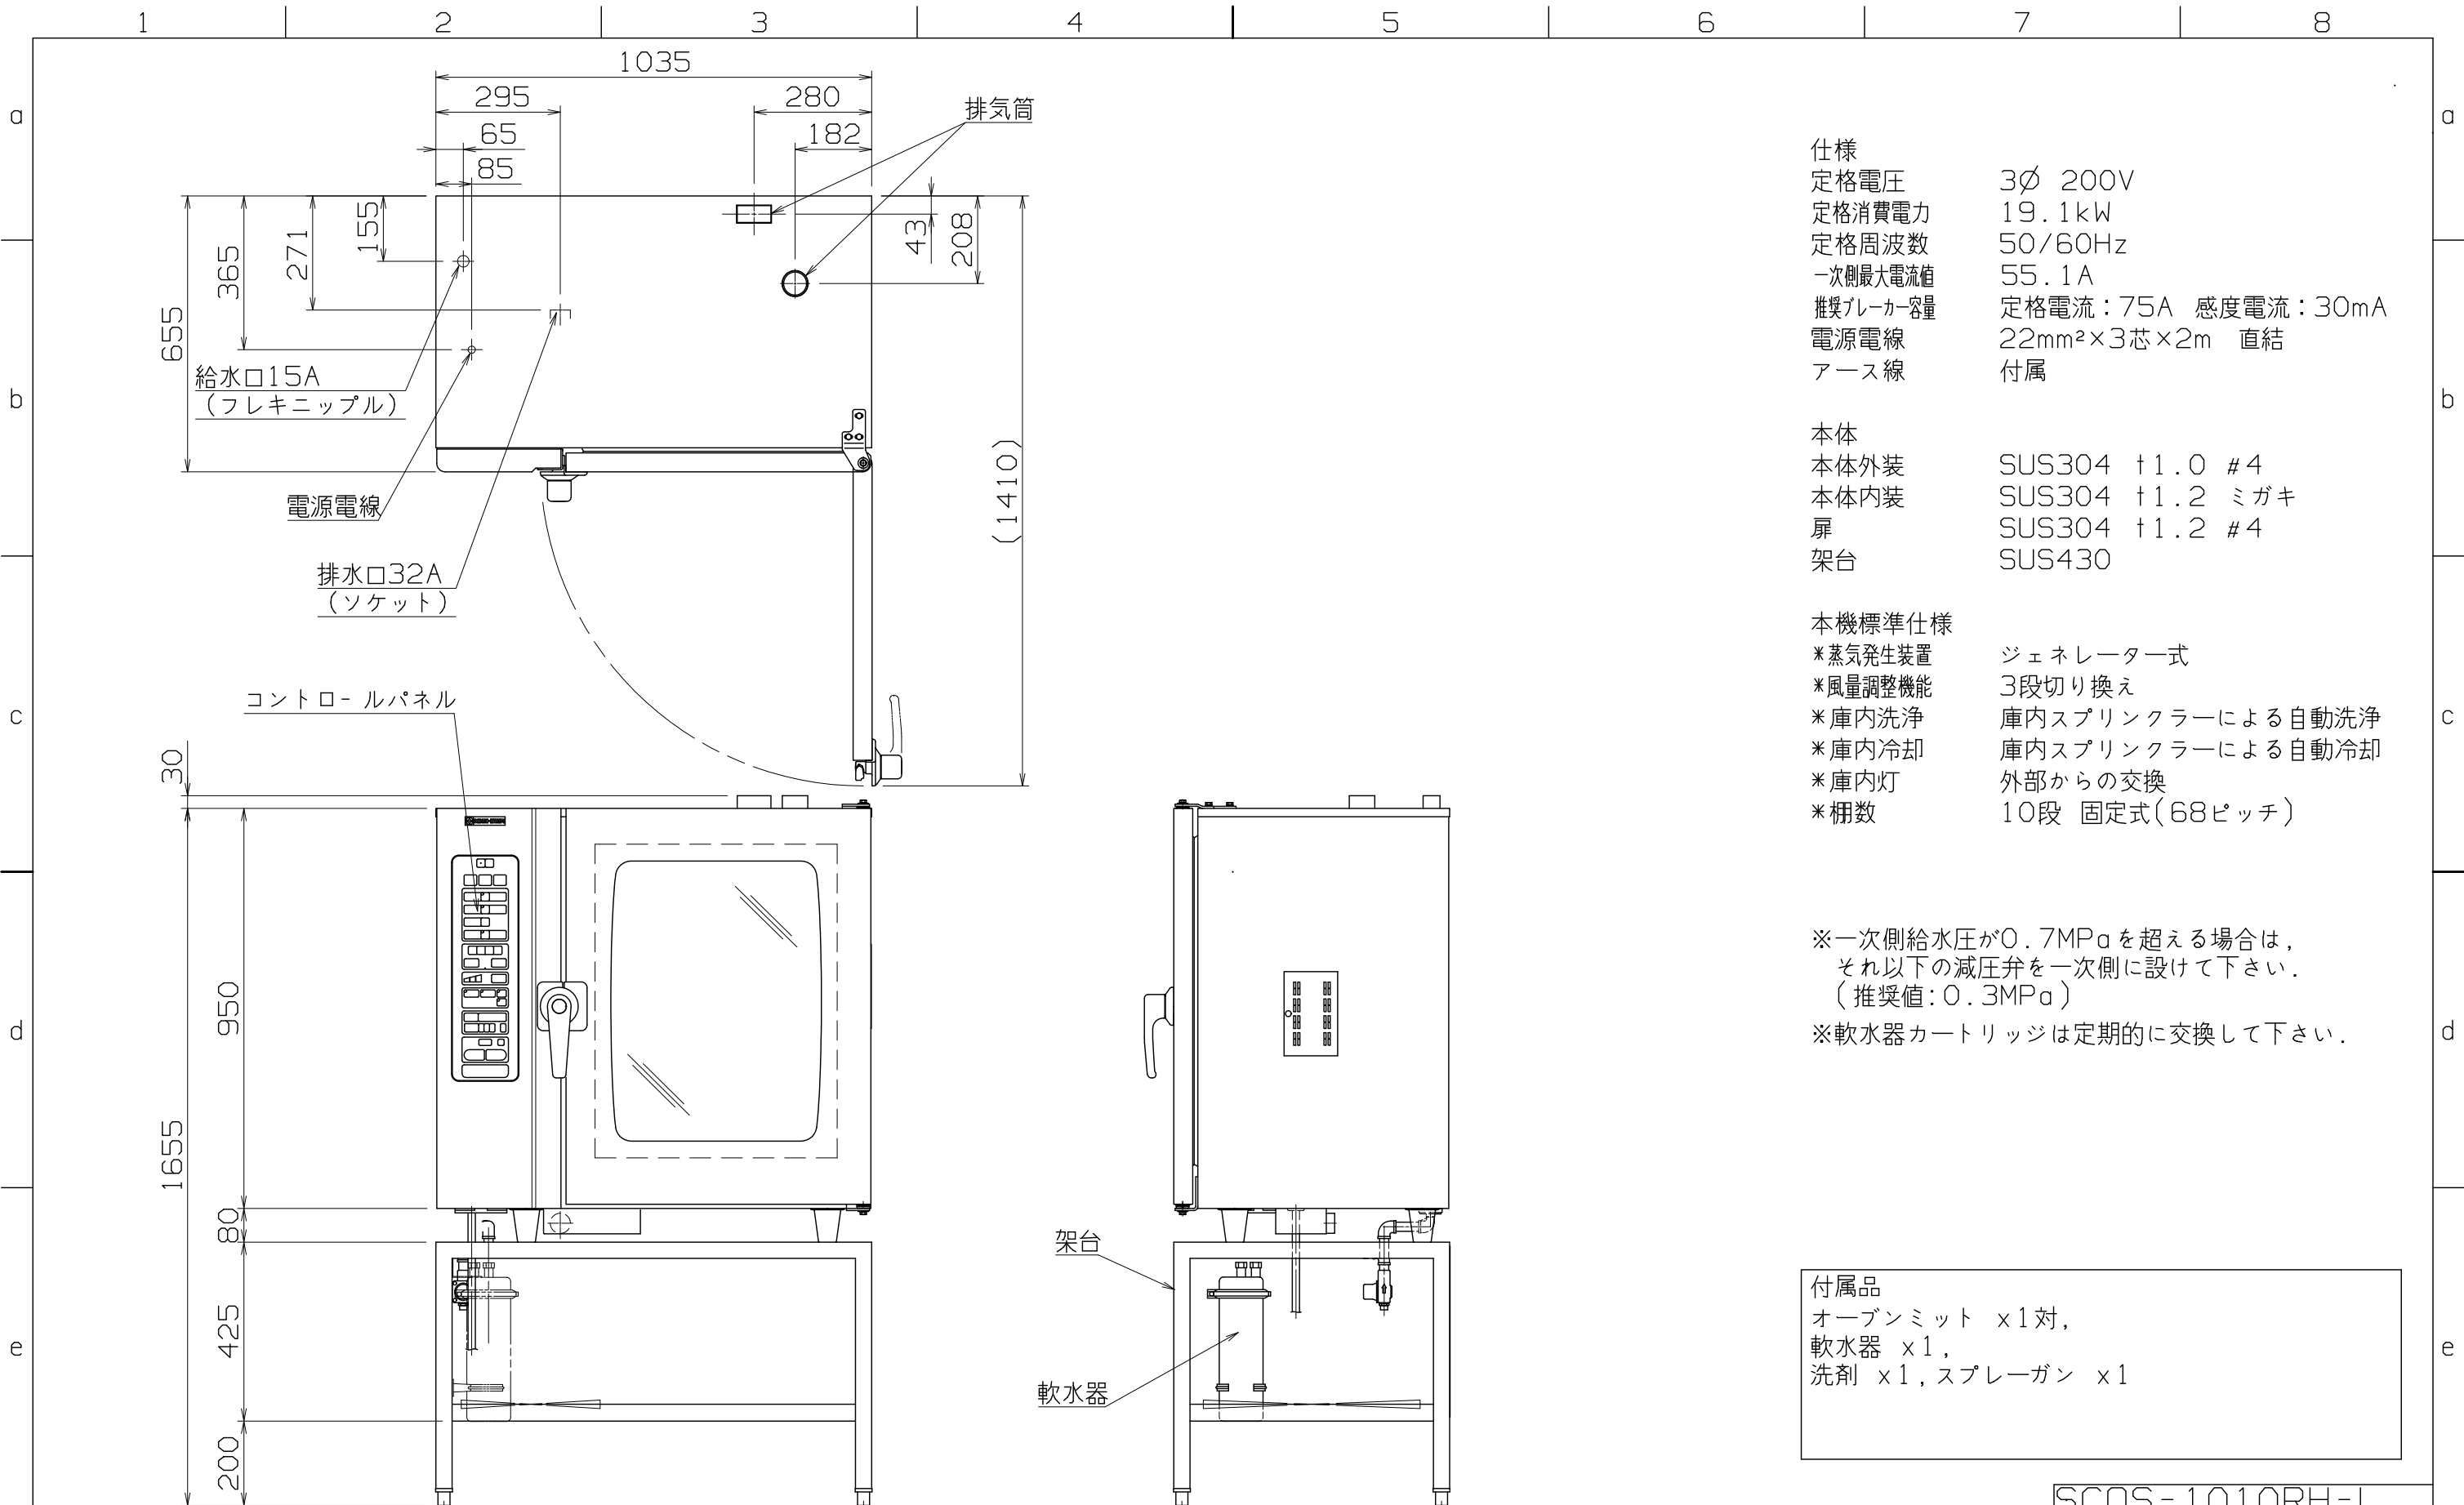 1 2 3 4 5 6 7 8
a a
b b
c c
d d
e e
1035
295
280
排気筒
65
182
85
155
271
365
655
43
208
(1410)
給水口15A
(フレキニップル)
電源電線
排水口32A
(ソケット)
コントロールパネル
30
950
1655
80
425
200
架台
軟水器
仕様
定格電圧 3Ø 200V
定格消費電力 19.1kW
定格周波数 50/60Hz
一次側最大電流値 55.1A
推奨ブレーカー容量 定格電流:75A 感度電流:30mA
電源電線 22mm²×3芯×2m 直結
アース線 付属
本体
本体外装 SUS304 t1.0 #4
本体内装 SUS304 t1.2 ミガキ
扉 SUS304 t1.2 #4
架台 SUS430
本機標準仕様
*蒸気発生装置 ジェネレーター式
*風量調整機能 3段切り換え
*庫内洗浄 庫内スプリンクラーによる自動洗浄
*庫内冷却 庫内スプリンクラーによる自動冷却
*庫内灯 外部からの交換
*棚数 10段 固定式(68ピッチ)
※一次側給水圧が0.7MPaを超える場合は,
それ以下の減圧弁を一次側に設けて下さい.
(推奨値:0.3MPa)
※軟水器カートリッジは定期的に交換して下さい.
付属品
オーブンミット x1対,
軟水器 x1,
洗剤 x1,スプレーガン x1
SCOS-1010RH-L